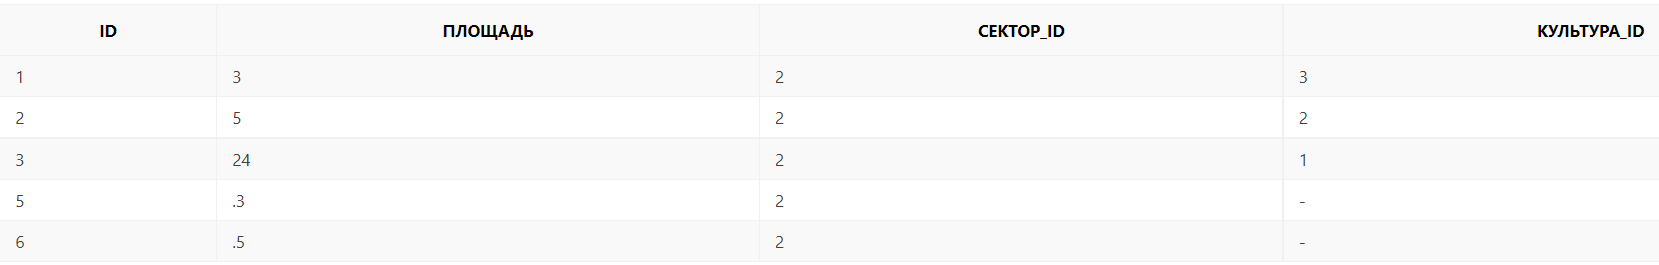 ID ПЛОЩАДЬ СЕКТОР_ID КУЛЬТУРА_ID
1 3 2 3
2 5 2 2
3 24 2 1
5 .3 2 -
6 .5 2 -